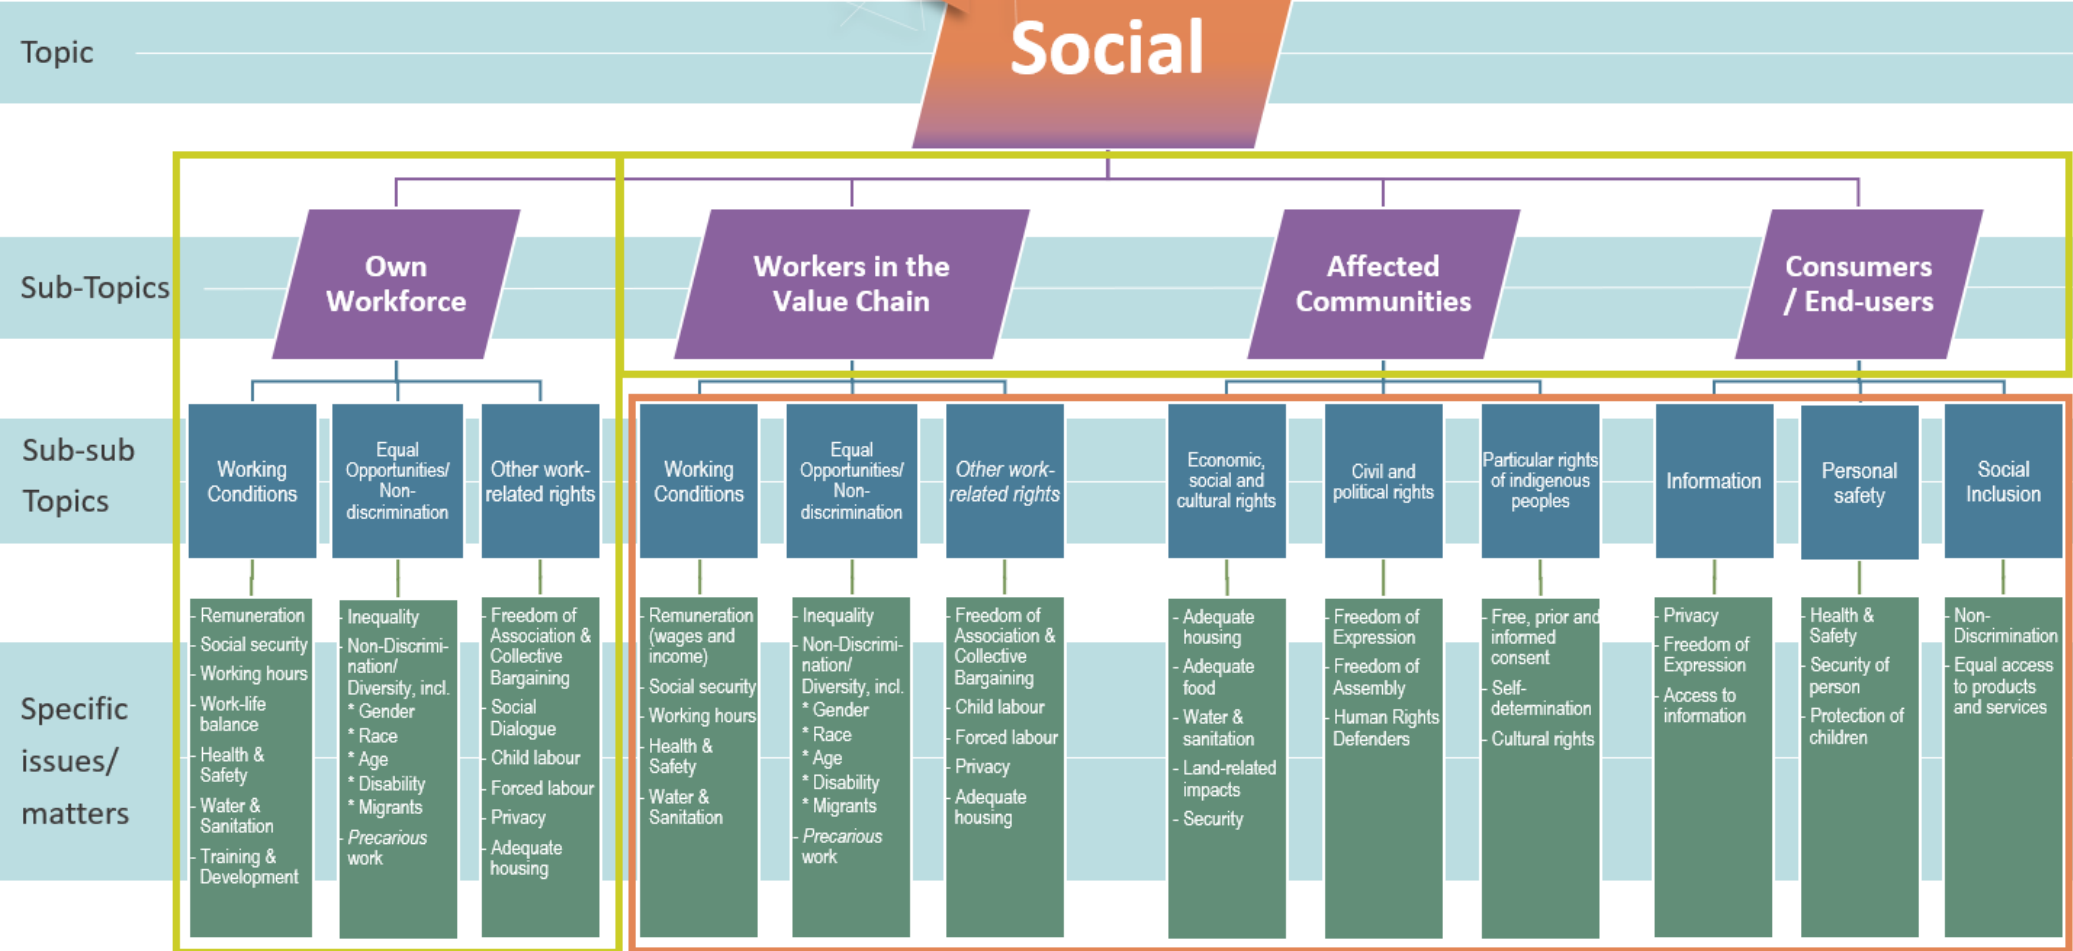 Topic
Social
Sub-Topics
Own
Workforce
Workers in the
Value Chain
Affected
Communities
Consumers
/ End-users
Sub-sub
Topics
Working
Conditions
Equal
Opportunities/
Non-
discrimination
Other work-
related rights
Working
Conditions
Equal
Opportunities/
Non-
discrimination
Other work-
related rights
Economic,
social and
cultural rights
Civil and
political rights
Particular rights
of indigenous
peoples
Information
Personal
safety
Social
Inclusion
Specific
issues/
matters
- Remuneration
- Social security
- Working hours
- Work-life
balance
- Health &
Safety
- Water &
Sanitation
- Training &
Development
- Inequality
- Non-Discrimi-
nation/
Diversity, incl.
* Gender
* Race
* Age
* Disability
* Migrants
- Precarious
work
- Freedom of
Association &
Collective
Bargaining
- Social
Dialogue
- Child labour
- Forced labour
- Privacy
- Adequate
housing
- Remuneration
(wages and
income)
- Social security
- Working hours
- Health &
Safety
- Water &
Sanitation
- Inequality
- Non-Discrimi-
nation/
Diversity, incl.
* Gender
* Race
* Age
* Disability
* Migrants
- Precarious
work
- Freedom of
Association &
Collective
Bargaining
- Child labour
- Forced labour
- Privacy
- Adequate
housing
- Adequate
housing
- Adequate
food
- Water &
sanitation
- Land-related
impacts
- Security
- Freedom of
Expression
- Freedom of
Assembly
- Human Rights
Defenders
- Free, prior and
informed
consent
- Self-
determination
- Cultural rights
- Privacy
- Freedom of
Expression
- Access to
information
- Health &
Safety
- Security of
person
- Protection of
children
- Non-
Discrimination
- Equal access
to products
and services